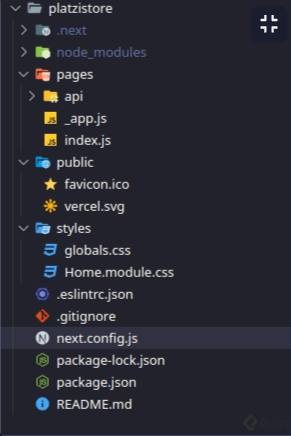 platzistore
.next
node_modules
pages
api
_app.js
index.js
public
favicon.ico
vercel.svg
styles
globals.css
Home.module.css
.eslintrc.json
.gitignore
next.config.js
package-lock.json
package.json
README.md